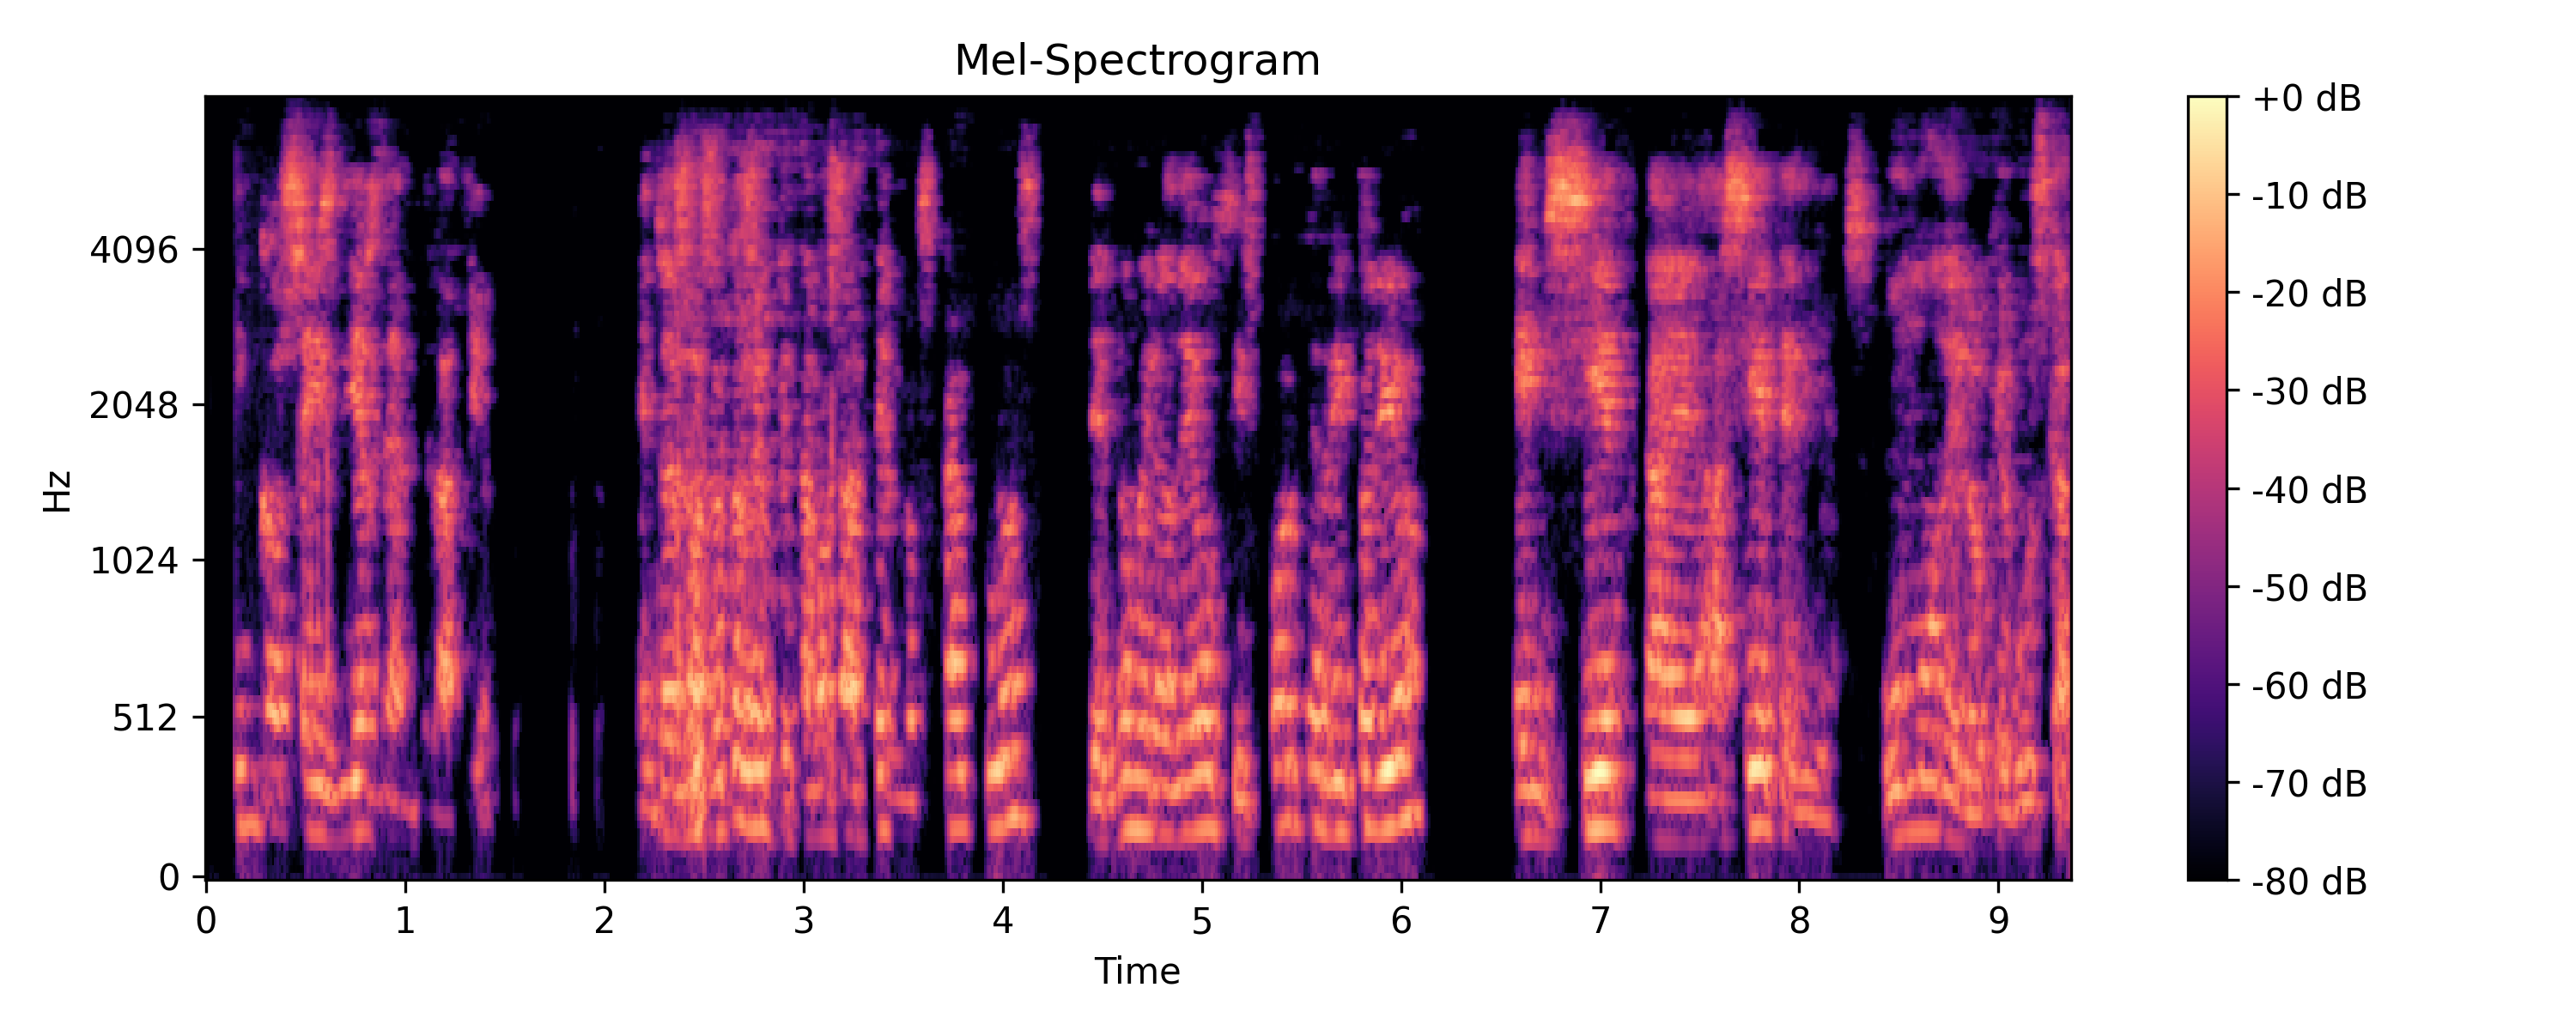 Mel-Spectrogram
+0 dB
-10 dB
-20 dB
-30 dB
-40 dB
-50 dB
-60 dB
-70 dB
-80 dB
Hz
4096
2048
1024
512
0
0 1 2 3 4 5 6 7 8 9
Time